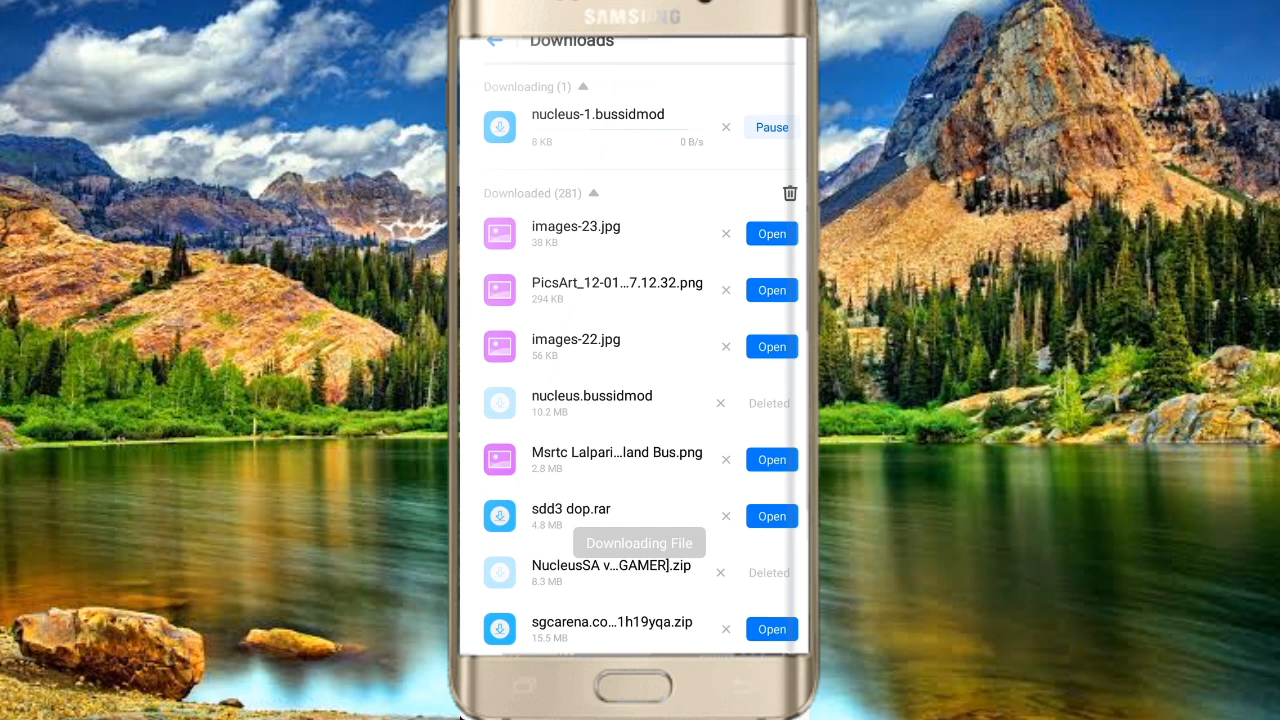 SAMSUNG
Downloads
Downloading (1)
nucleus-1.bussidmod
8 KB
0 B/s
Pause
Downloaded (281)
images-23.jpg
38 KB
Open
PicsArt_12-01...7.12.32.png
294 KB
Open
images-22.jpg
56 KB
Open
nucleus.bussidmod
10.2 MB
Deleted
Msrtc Lalpari...land Bus.png
2.8 MB
Open
sdd3 dop.rar
4.8 MB
Open
Downloading File
NucleusSA v...GAMER].zip
8.3 MB
Deleted
sgcarena.co...1h19yqa.zip
15.5 MB
Open